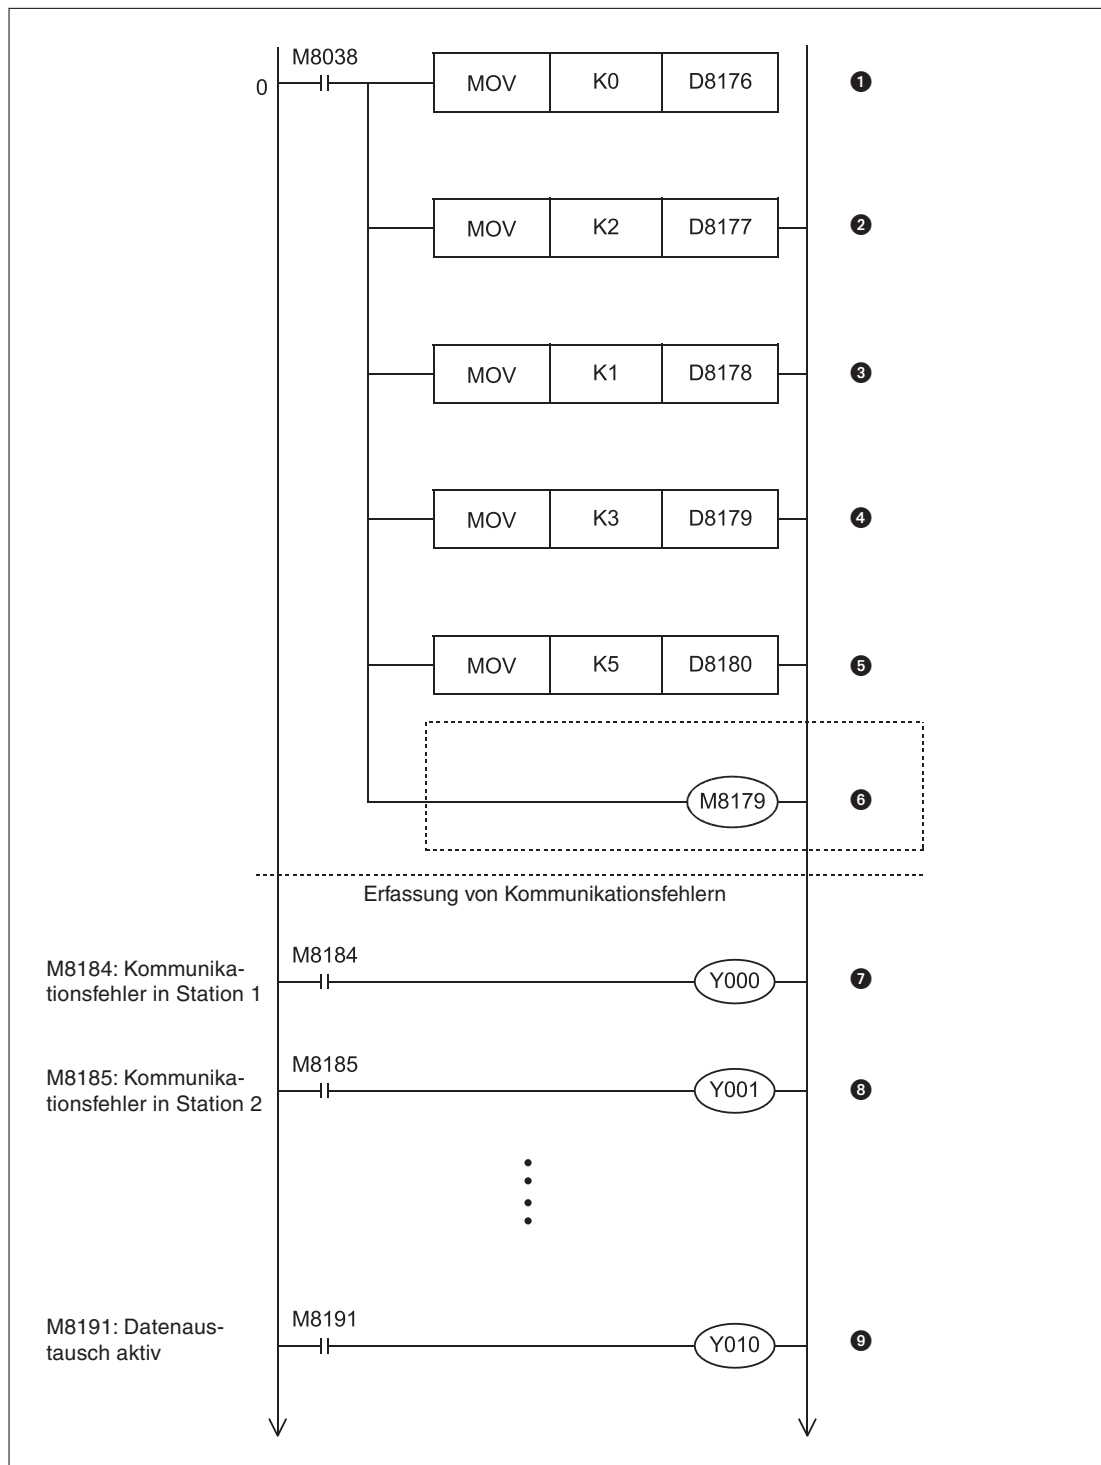 M8038
0 MOV K0 D8176 ❶
MOV K2 D8177 ❷
MOV K1 D8178 ❸
MOV K3 D8179 ❹
MOV K5 D8180 ❺
M8179 ❻
Erfassung von Kommunikationsfehlern
M8184: Kommunika-
tionsfehler in Station 1
M8184
Y000 ❼
M8185: Kommunika-
tionsfehler in Station 2
M8185
Y001 ❽
M8191: Datenaus-
tausch aktiv
M8191
Y010 ❾